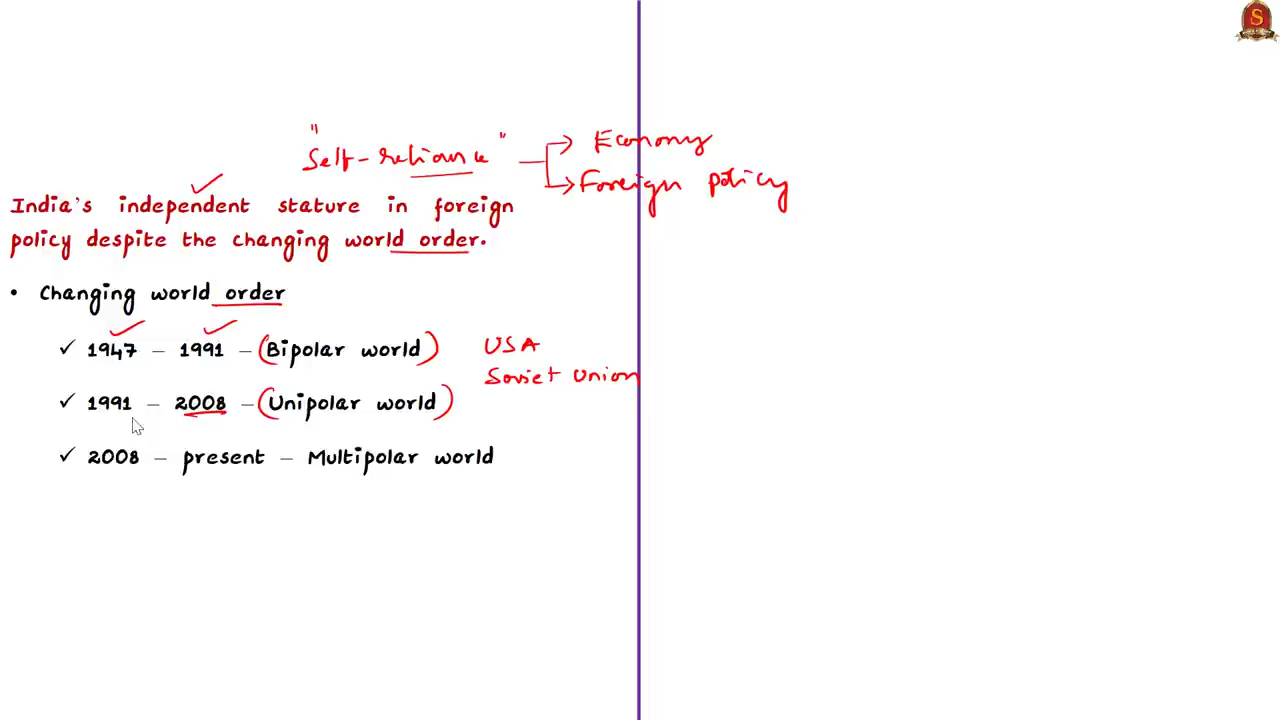 "Self-reliance"
Economy
Foreign policy
India's independent stature in foreign
policy despite the changing world order.
• Changing world order
✓ 1947 – 1991 – (Bipolar world)
USA
Soviet Union
✓ 1991 – 2008 – (Unipolar world)
✓ 2008 – present – Multipolar world
S